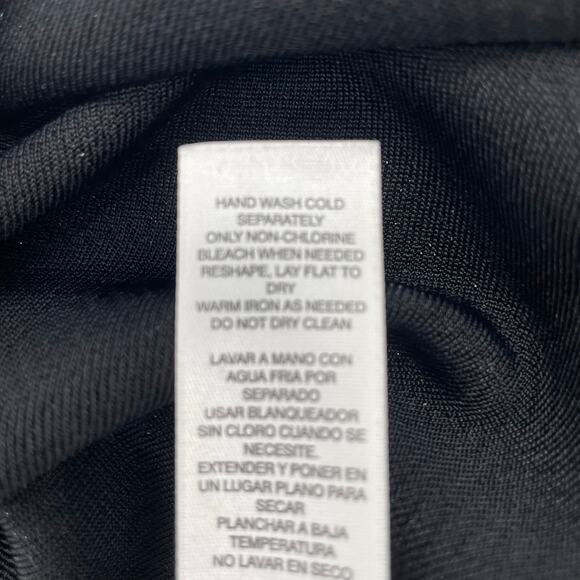 HAND WASH COLD
SEPARATELY
ONLY NON-CHLORINE
BLEACH WHEN NEEDED
RESHAPE, LAY FLAT TO
DRY
WARM IRON AS NEEDED
DO NOT DRY CLEAN
LAVAR A MANO CON
AGUA FRIA POR
SEPARADO
USAR BLANQUEADOR
SIN CLORO CUANDO SE
NECESITE.
EXTENDER Y PONER EN
UN LUGAR PLANO PARA
SECAR
PLANCHAR A BAJA
TEMPERATURA
NO LAVAR EN SECO